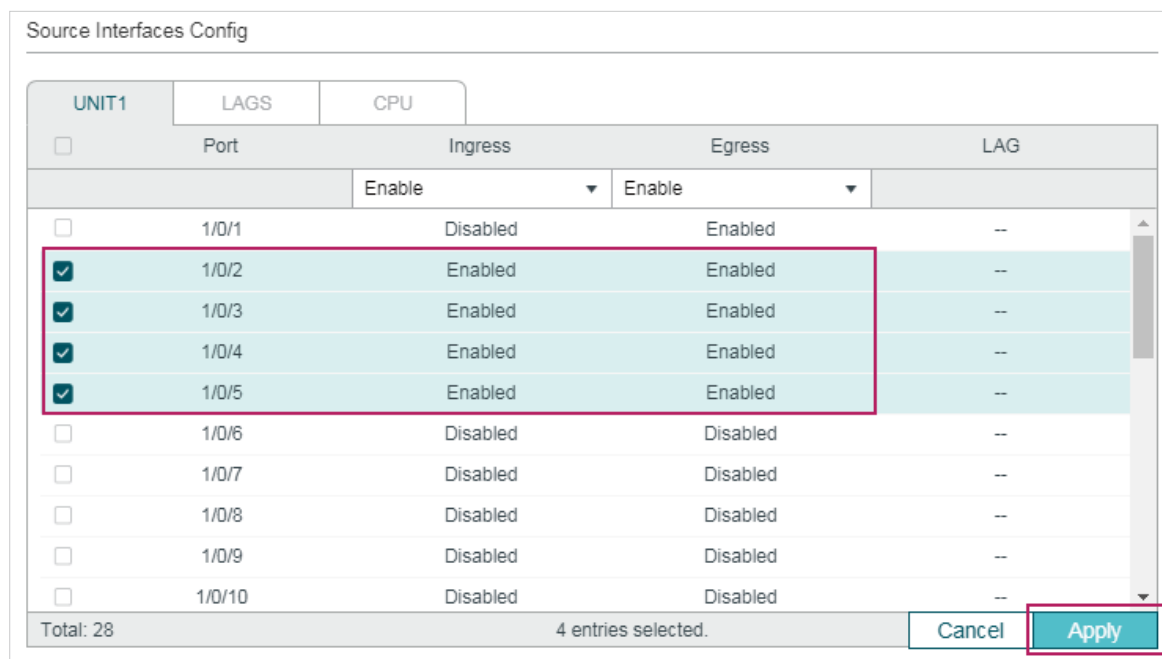 Source Interfaces Config
UNIT1 LAGS CPU
Port Ingress Egress LAG
Enable Enable
1/0/1 Disabled Enabled --
1/0/2 Enabled Enabled --
1/0/3 Enabled Enabled --
1/0/4 Enabled Enabled --
1/0/5 Enabled Enabled --
1/0/6 Disabled Disabled --
1/0/7 Disabled Disabled --
1/0/8 Disabled Disabled --
1/0/9 Disabled Disabled --
1/0/10 Disabled Disabled --
Total: 28 4 entries selected. Cancel Apply